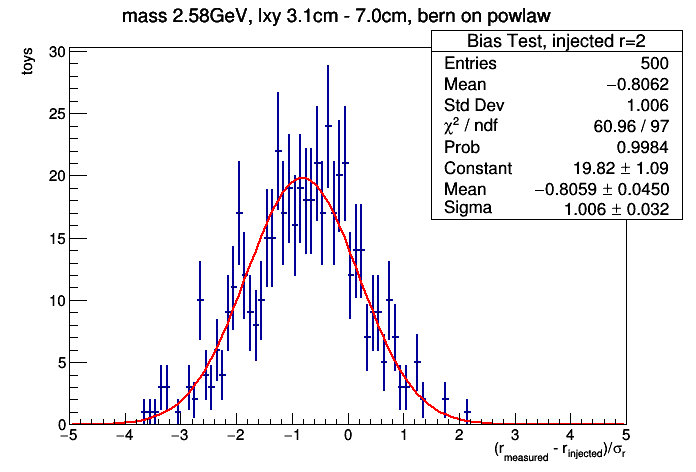 mass 2.58GeV, lxy 3.1cm - 7.0cm, bern on powlaw
Bias Test, injected r=2
Entries 500
Mean −0.8062
Std Dev 1.006
χ² / ndf 60.96 / 97
Prob 0.9984
Constant 19.82 ± 1.09
Mean −0.8059 ± 0.0450
Sigma 1.006 ± 0.032
toys
30
25
20
15
10
5
0
−5 −4 −3 −2 −1 0 1 2 3 4 5
(r_measured - r_injected)/σ_r